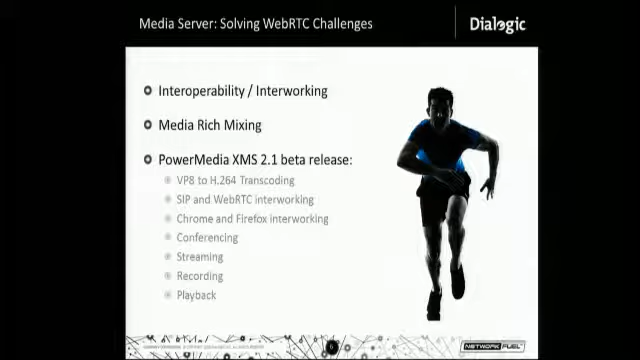 Media Server: Solving WebRTC Challenges
Dialogic
Interoperability / Interworking
Media Rich Mixing
PowerMedia XMS 2.1 beta release:
VP8 to H.264 Transcoding
SIP and WebRTC interworking
Chrome and Firefox interworking
Conferencing
Streaming
Recording
Playback
6
NETWORK FUEL